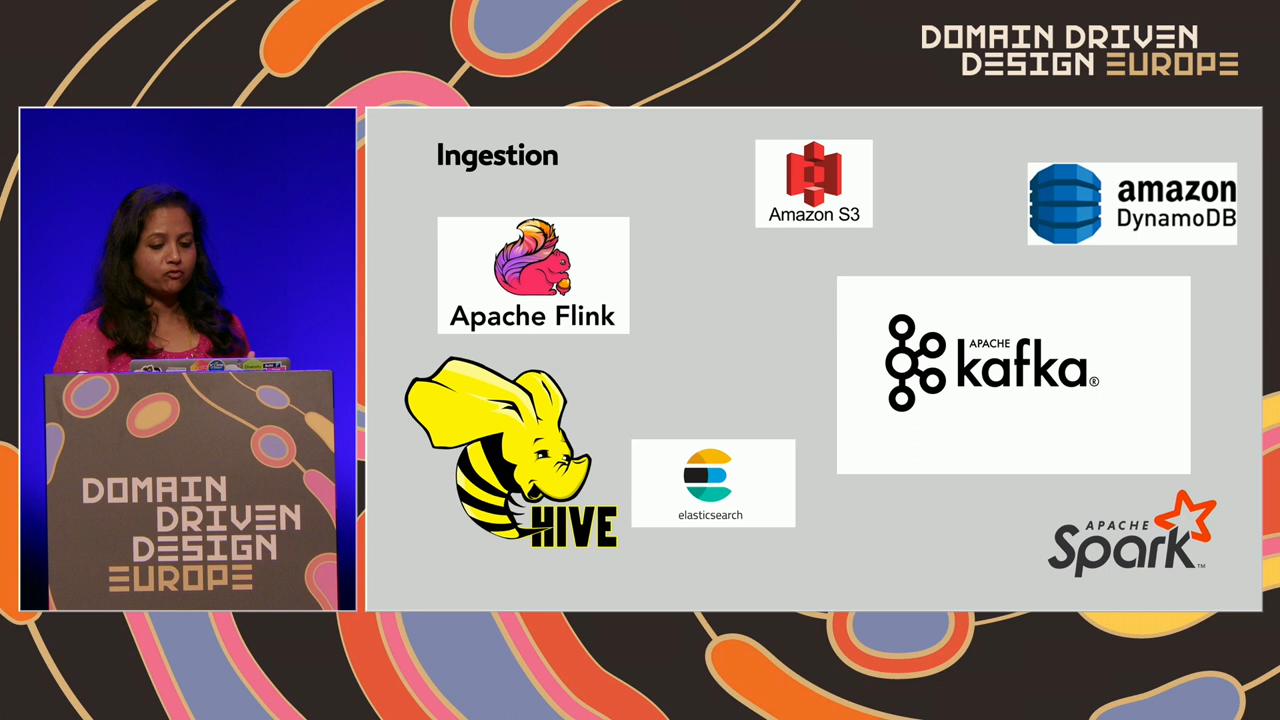 DOMAIN DRIVEN
DESIGN EUROPE
Ingestion
Amazon S3
amazon
DynamoDB
Apache Flink
APACHE
kafka®
HIVE
elasticsearch
APACHE
Spark™
DOMAIN
DRIVEN
DESIGN
EUROPE